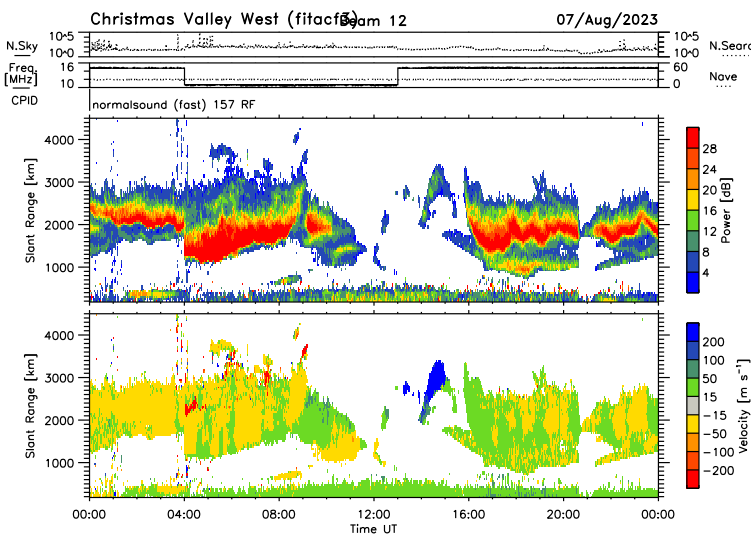 Christmas Valley West (fitacf3) Beam 12 07/Aug/2023
N.Sky 10^5 10^0 10^5 10^0 N.Searc
Freq [MHz] 16 10 60 0 Nave
CPID normalsound (fast) 157 RF
Slant Range [km] 4000 3000 2000 1000
Power [dB] 28 24 20 16 12 8 4
Slant Range [km] 4000 3000 2000 1000
Velocity [m s⁻¹] 200 100 50 15 -15 -50 -100 -200
00:00 04:00 08:00 12:00 16:00 20:00 00:00
Time UT